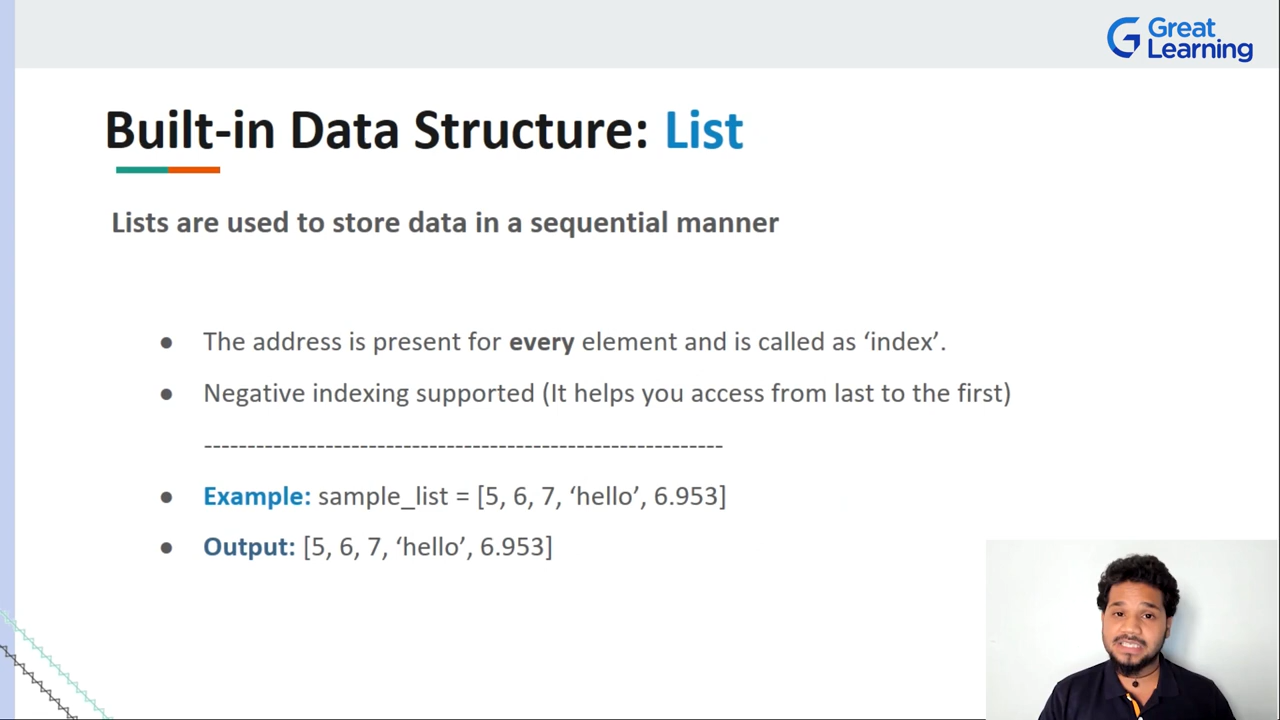 Great
Learning
Built-in Data Structure: List
Lists are used to store data in a sequential manner
● The address is present for every element and is called as ‘index’.
● Negative indexing supported (It helps you access from last to the first)
------------------------------------------------------------
● Example: sample_list = [5, 6, 7, ‘hello’, 6.953]
● Output: [5, 6, 7, ‘hello’, 6.953]